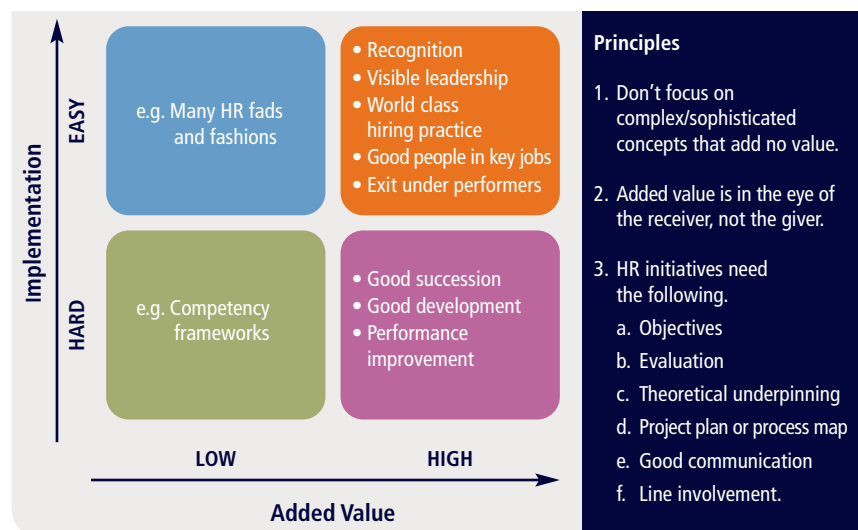 Implementation
EASY
HARD
e.g. Many HR fads
and fashions
• Recognition
• Visible leadership
• World class
hiring practice
• Good people in key jobs
• Exit under performers
e.g. Competency
frameworks
• Good succession
• Good development
• Performance
improvement
LOW
HIGH
Added Value
Principles
1. Don’t focus on
complex/sophisticated
concepts that add no value.
2. Added value is in the eye of
the receiver, not the giver.
3. HR initiatives need
the following.
a. Objectives
b. Evaluation
c. Theoretical underpinning
d. Project plan or process map
e. Good communication
f. Line involvement.